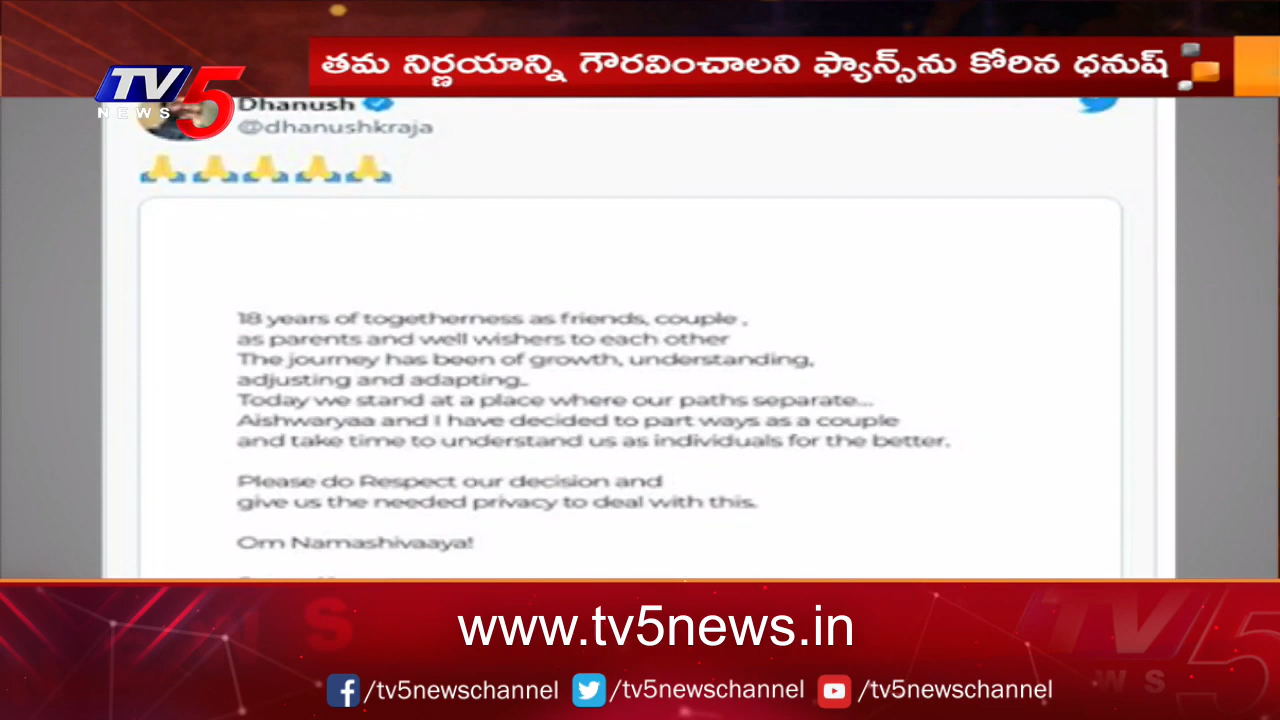 తమ నిర్ణయాన్ని గౌరవించాలని ఫ్యాన్స్‌ను కోరిన ధనుష్
TV5
NEWS
Dhanush
@dhanushkraja
18 years of togetherness as friends, couple ,
as parents and well wishers to each other
The journey has been of growth, understanding,
adjusting and adapting..
Today we stand at a place where our paths separate...
Aishwaryaa and I have decided to part ways as a couple
and take time to understand us as individuals for the better.
Please do Respect our decision and
give us the needed privacy to deal with this.
Om Namashivaaya!
www.tv5news.in
/tv5newschannel /tv5newschannel /tv5newschannel